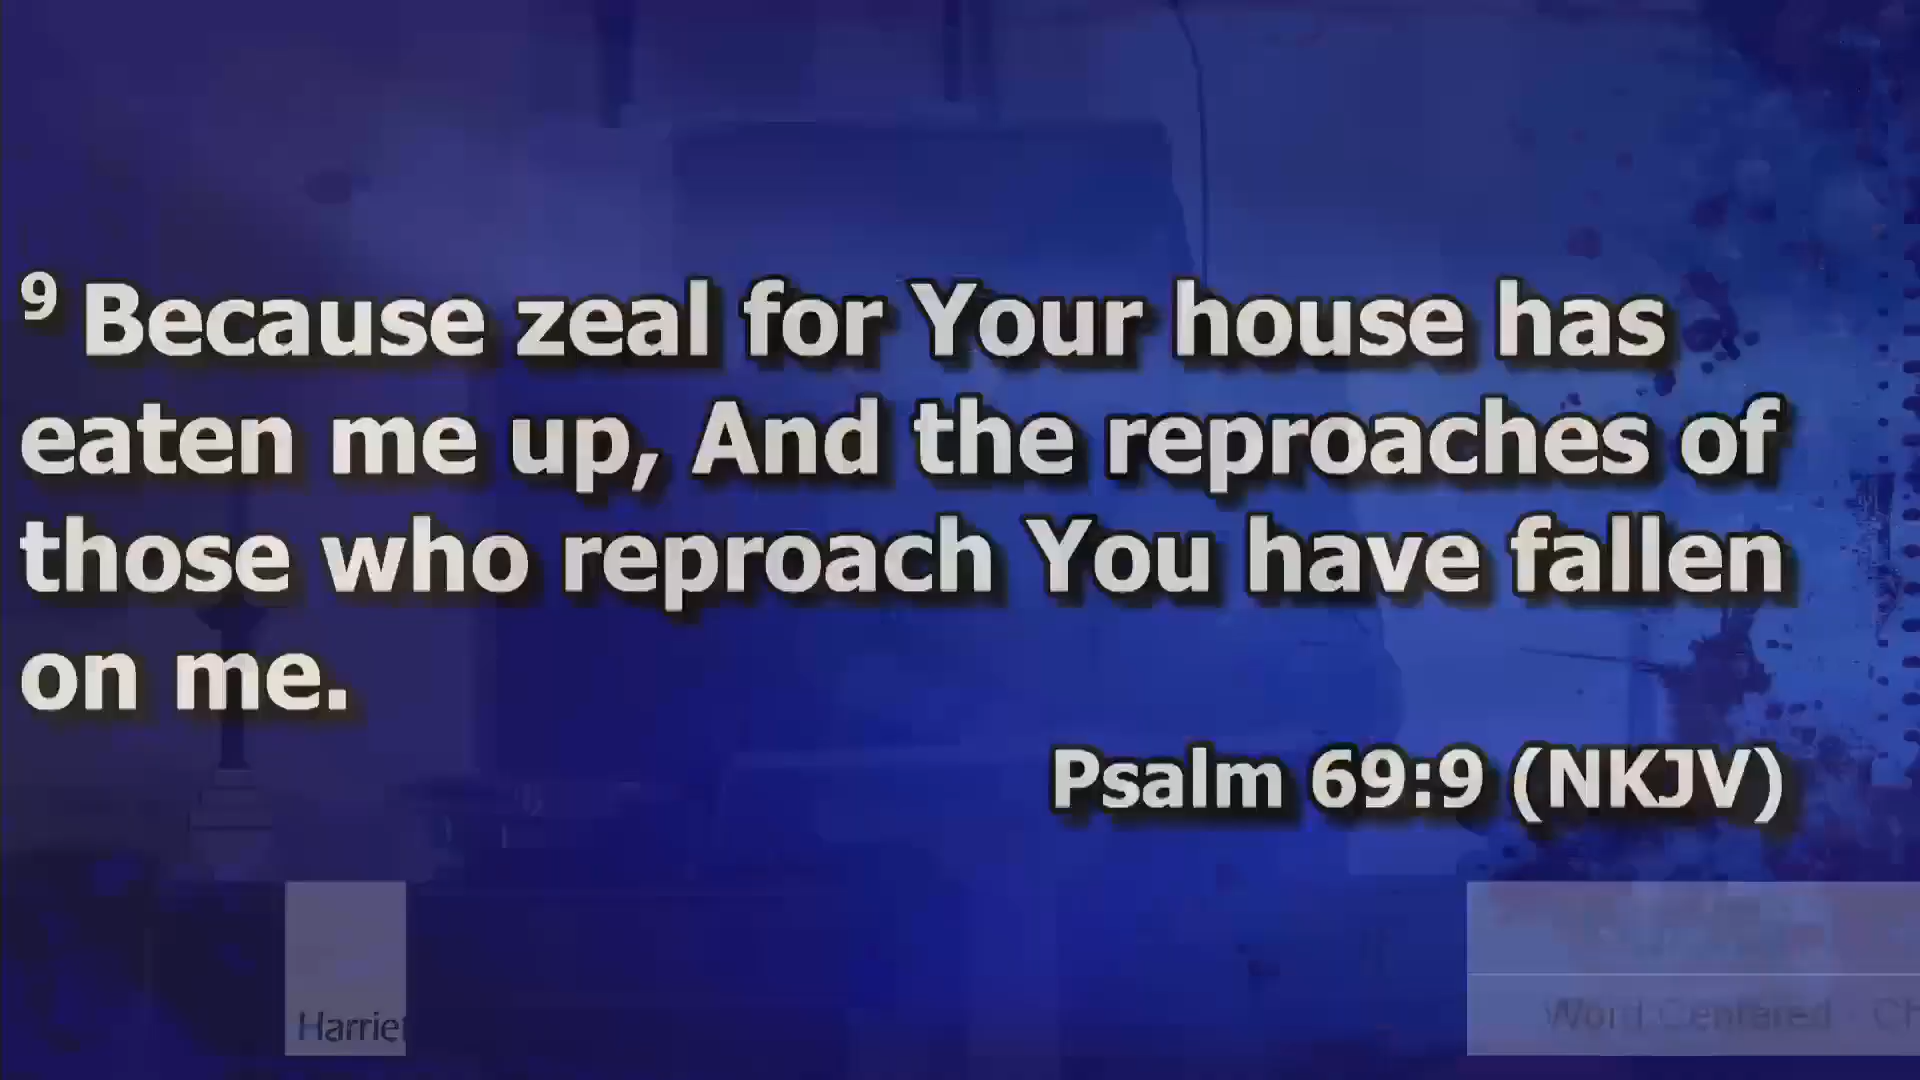 9 Because zeal for Your house has
eaten me up, And the reproaches of
those who reproach You have fallen
on me.
Psalm 69:9 (NKJV)
Word Centered